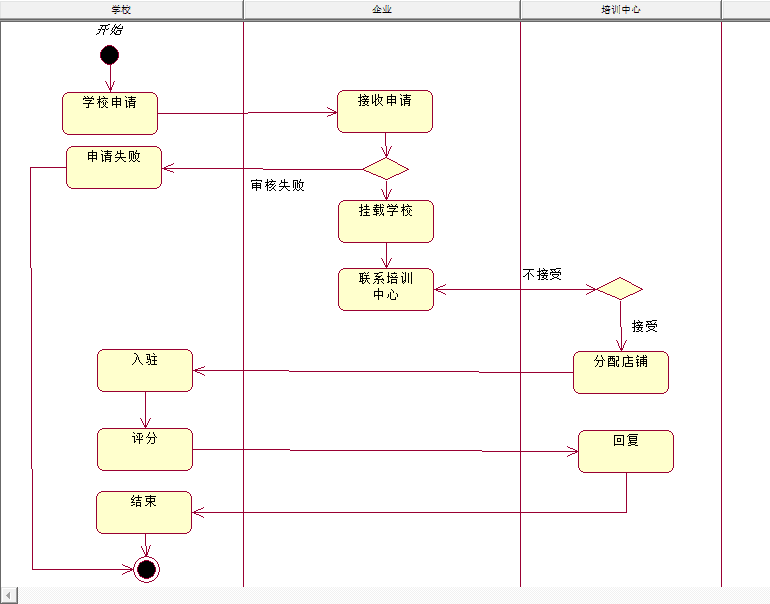 学校
企业
培训中心
开始
学校申请
接收申请
申请失败
审核失败
挂载学校
联系培训
中心
不接受
接受
入驻
分配店铺
评分
回复
结束